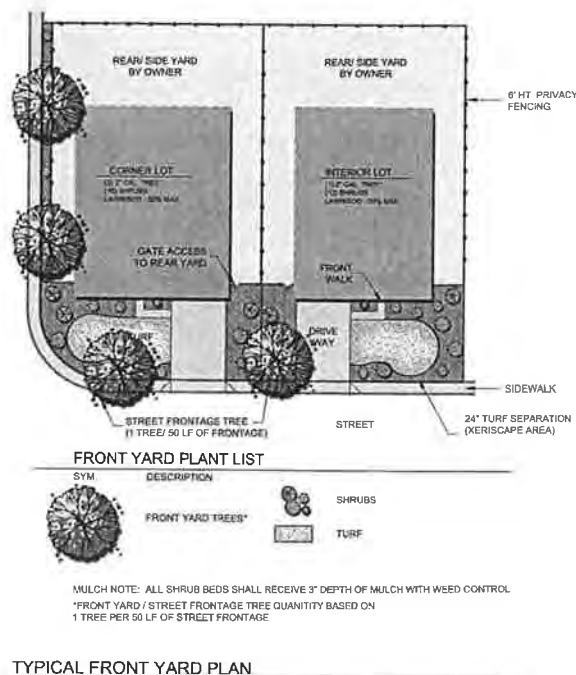 REAR/ SIDE YARD
BY OWNER
REAR/ SIDE YARD
BY OWNER
6' HT PRIVACY
FENCING
CORNER LOT
SHRUBS
INTERIOR LOT
SHRUBS
GATE ACCESS
TO REAR YARD
FRONT
WALK
TURF
DRIVE
WAY
SIDEWALK
STREET FRONTAGE TREE
(1 TREE/ 50 LF OF FRONTAGE)
STREET
24" TURF SEPARATION
(XERISCAPE AREA)
FRONT YARD PLANT LIST
SYM. DESCRIPTION
FRONT YARD TREES*
SHRUBS
TURF
MULCH NOTE: ALL SHRUB BEDS SHALL RECEIVE 3" DEPTH OF MULCH WITH WEED CONTROL
*FRONT YARD / STREET FRONTAGE TREE QUANITITY BASED ON
1 TREE PER 50 LF OF STREET FRONTAGE
TYPICAL FRONT YARD PLAN